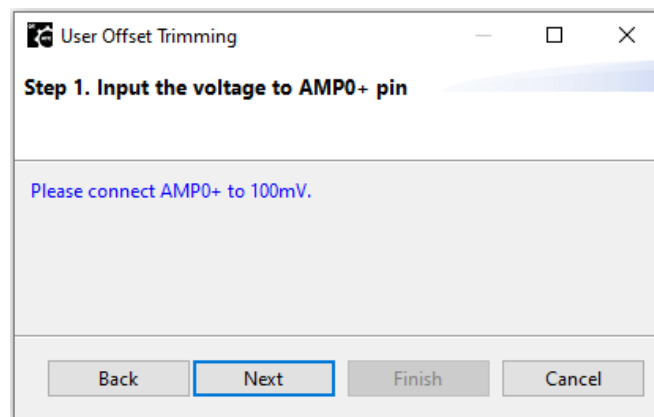 User Offset Trimming
Step 1. Input the voltage to AMP0+ pin
Please connect AMP0+ to 100mV.
Back
Next
Finish
Cancel